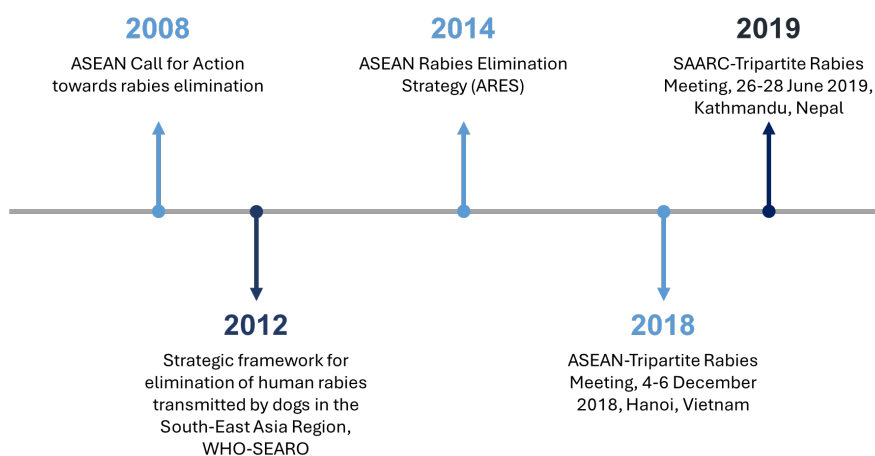 2008
ASEAN Call for Action
towards rabies elimination
2014
ASEAN Rabies Elimination
Strategy (ARES)
2019
SAARC-Tripartite Rabies
Meeting, 26-28 June 2019,
Kathmandu, Nepal
2012
Strategic framework for
elimination of human rabies
transmitted by dogs in the
South-East Asia Region,
WHO-SEARO
2018
ASEAN-Tripartite Rabies
Meeting, 4-6 December
2018, Hanoi, Vietnam